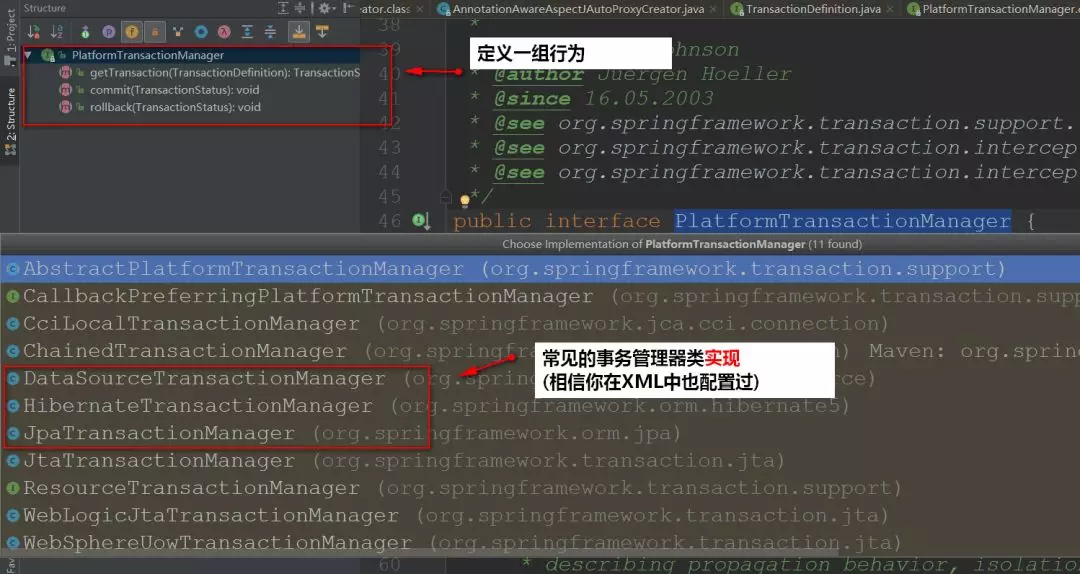 Structure
ator.class
AnnotationAwareAspectJAutoProxyCreator.java
TransactionDefinition.java
PlatformTransactionManager.c
1: Project
2: Structure
PlatformTransactionManager
getTransaction(TransactionDefinition): TransactionS
commit(TransactionStatus): void
rollback(TransactionStatus): void
定义一组行为
38
39 ohnson
40 * @author Juergen Hoeller
41 * @since 16.05.2003
42 * @see org.springframework.transaction.support.
43 * @see org.springframework.transaction.intercep
44 * @see org.springframework.transaction.intercep
45 */
46 public interface PlatformTransactionManager {
Choose Implementation of PlatformTransactionManager (11 found)
AbstractPlatformTransactionManager (org.springframework.transaction.support)
CallbackPreferringPlatformTransactionManager (org.springframework.transaction.supp
CciLocalTransactionManager (org.springframework.jca.cci.connection)
ChainedTransactionManager (org.springf ) Maven: org.spri
常见的事务管理器类实现
(相信你在XML中也配置过)
DataSourceTransactionManager (org.sp rce)
HibernateTransactionManager (org.springframework.orm.hibernate5)
JpaTransactionManager (org.springframework.orm.jpa)
JtaTransactionManager (org.springframework.transaction.jta)
ResourceTransactionManager (org.springframework.transaction.support)
WebLogicJtaTransactionManager (org.springframework.transaction.jta)
WebSphereUowTransactionManager (org.springframework.transaction.jta)
Fav
60 * describing propagation behavior, isolatio